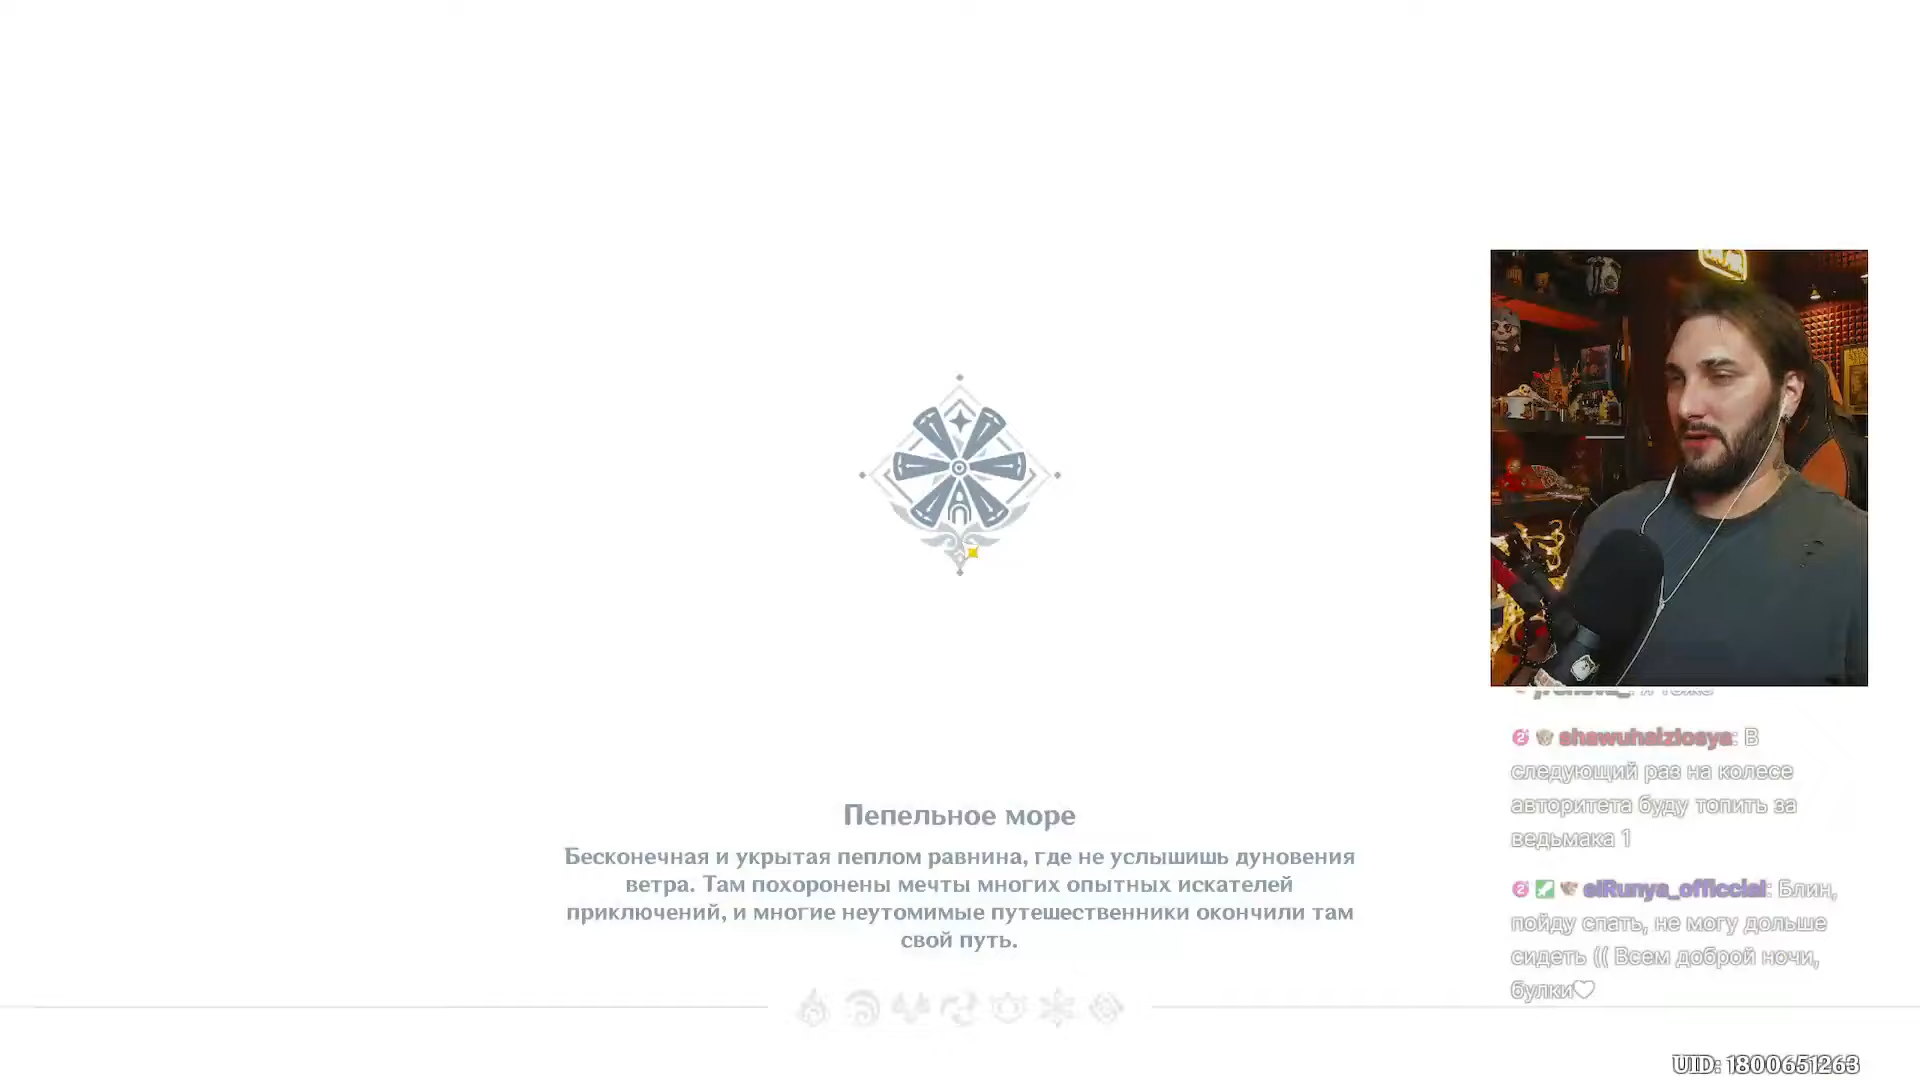 Пепельное море
Бесконечная и укрытая пеплом равнина, где не услышишь дуновения
ветра. Там похоронены мечты многих опытных искателей
приключений, и многие неутомимые путешественники окончили там
свой путь.
shawuhaizlosya: В
следующий раз на колесе
авторитета буду топить за
ведьмака 1
elRunya_officcial: Блин,
пойду спать, не могу дольше
сидеть (( Всем доброй ночи,
булки♡
UID: 1800651263